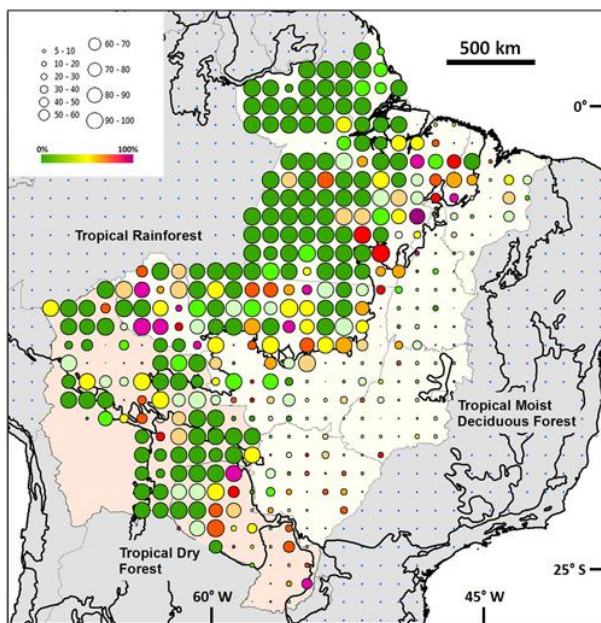 5 - 10
10 - 20
20 - 30
30 - 40
40 - 50
50 - 60
60 - 70
70 - 80
80 - 90
90 - 100
0%
100%
500 km
0°
Tropical Rainforest
Tropical Moist
Deciduous Forest
Tropical Dry
Forest
25° S
60° W
45° W